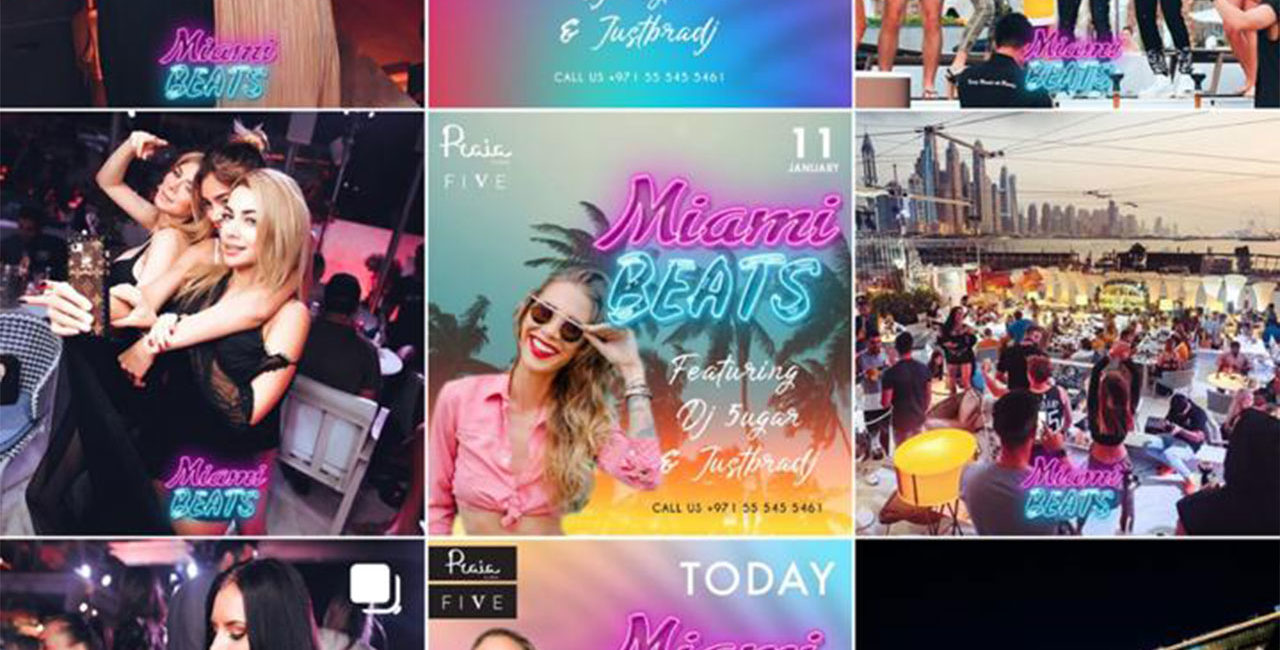 Miami
BEATS
& Justbradj
CALL US +971 55 545 5461
Miami
BEATS
Miami
BEATS
Praia
FIVE
11
JANUARY
Miami
BEATS
Featuring
Dj 5ugar
& Justbradj
CALL US +971 55 545 5461
Miami
BEATS
Praia
FIVE
TODAY
Miami